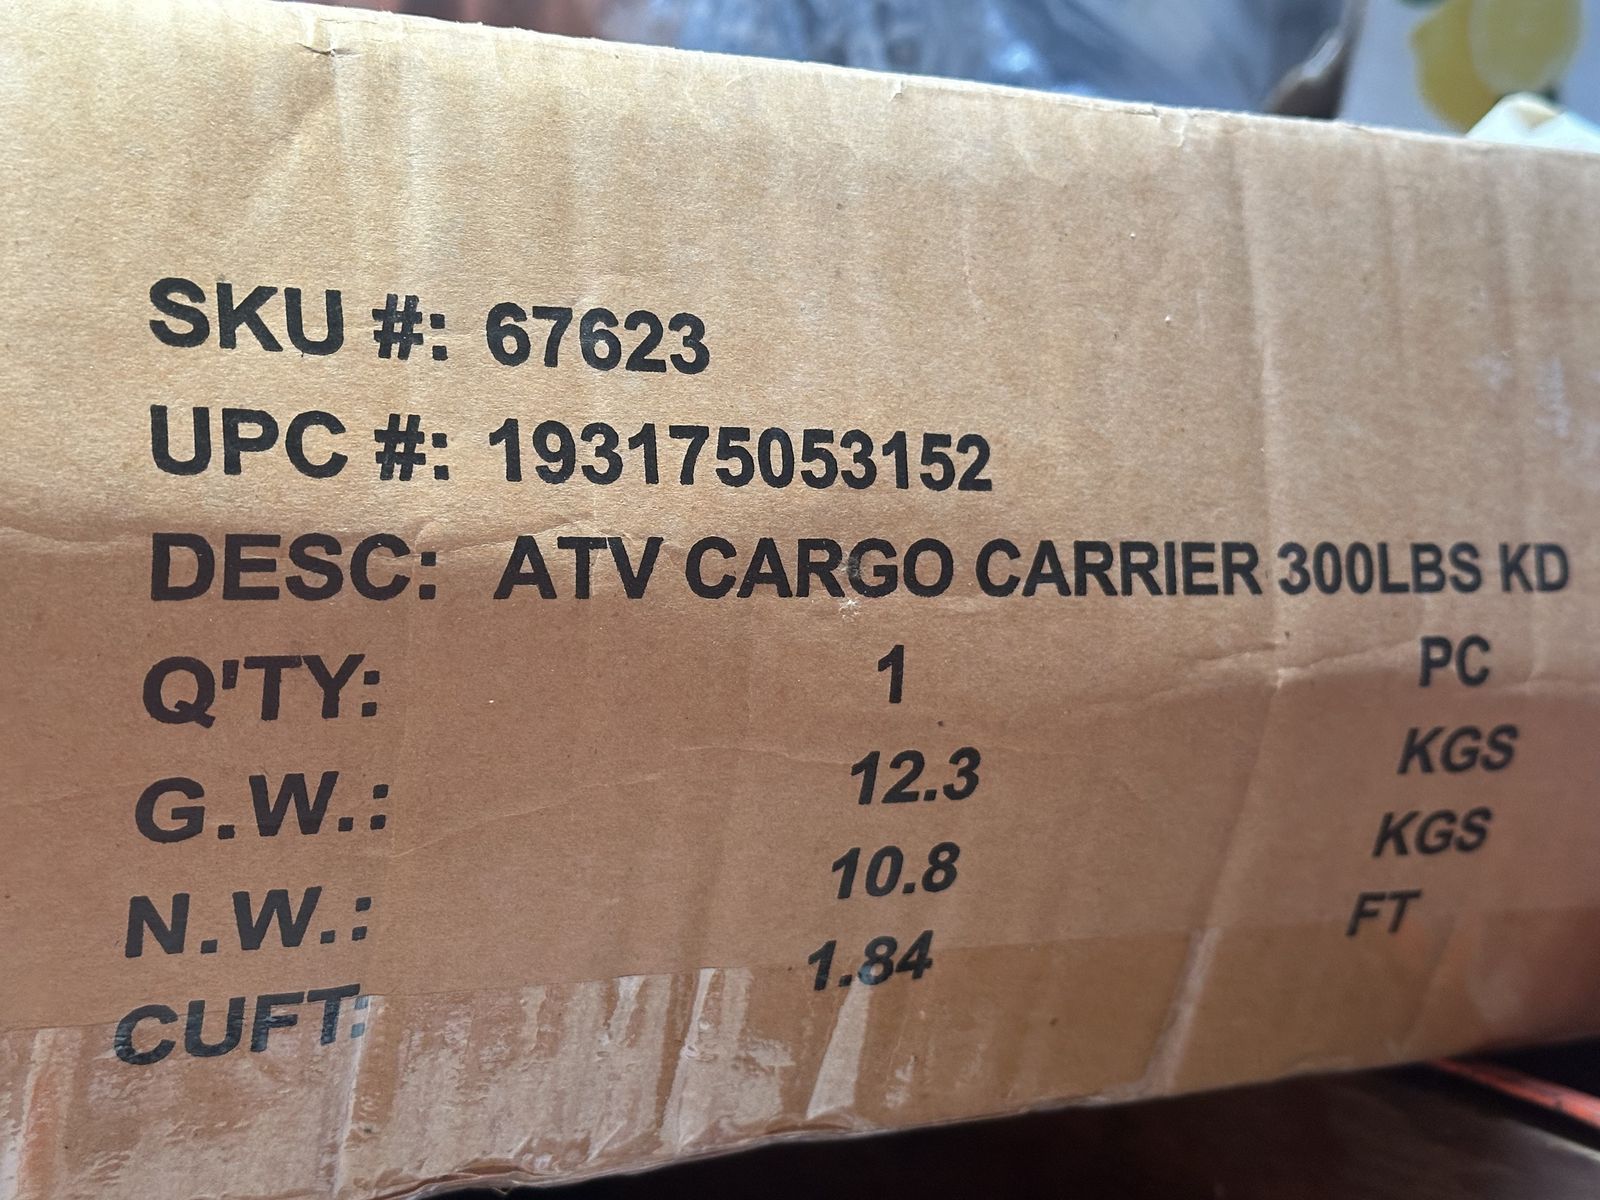 SKU #: 67623
UPC #: 193175053152
DESC: ATV CARGO CARRIER 300LBS KD
Q'TY: 1 PC
G.W.: 12.3 KGS
N.W.: 10.8 KGS
CUFT: 1.84 FT